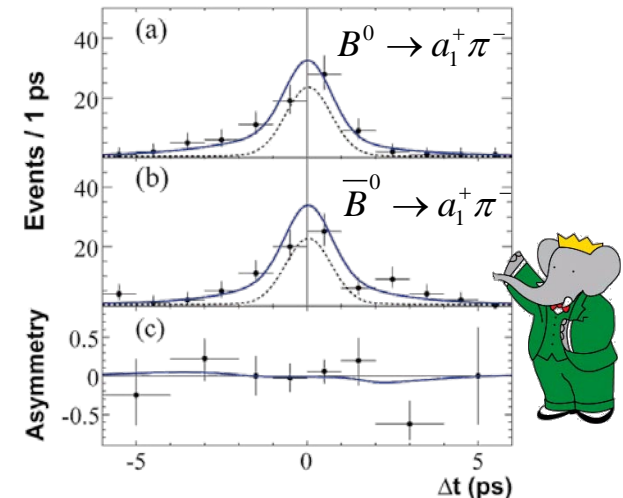 (a)
B⁰ → a₁⁺π⁻
40
20
Events / 1 ps
(b)
B̅⁰ → a₁⁺π⁻
40
20
(c)
Asymmetry
0.5
0
-0.5
-5
0
5
Δt (ps)